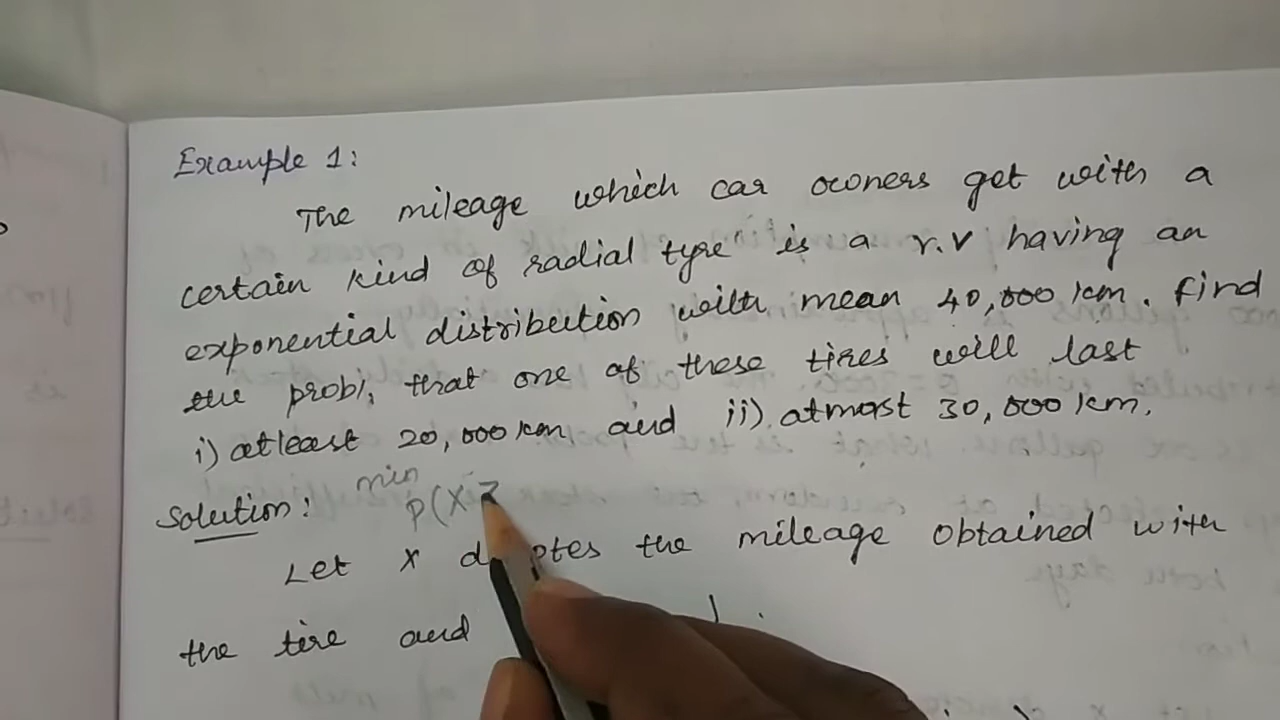 Example 1:
The mileage which car owners get with a
certain kind of radial tyre is a r.v having an
exponential distribution with mean 40,000 km. Find
the probl. that one of these tires will last
i) atleast 20,000 km and ii) atmost 30,000 km.
min
Solution: P(X ≥
Let X denotes the mileage obtained with
the tire and